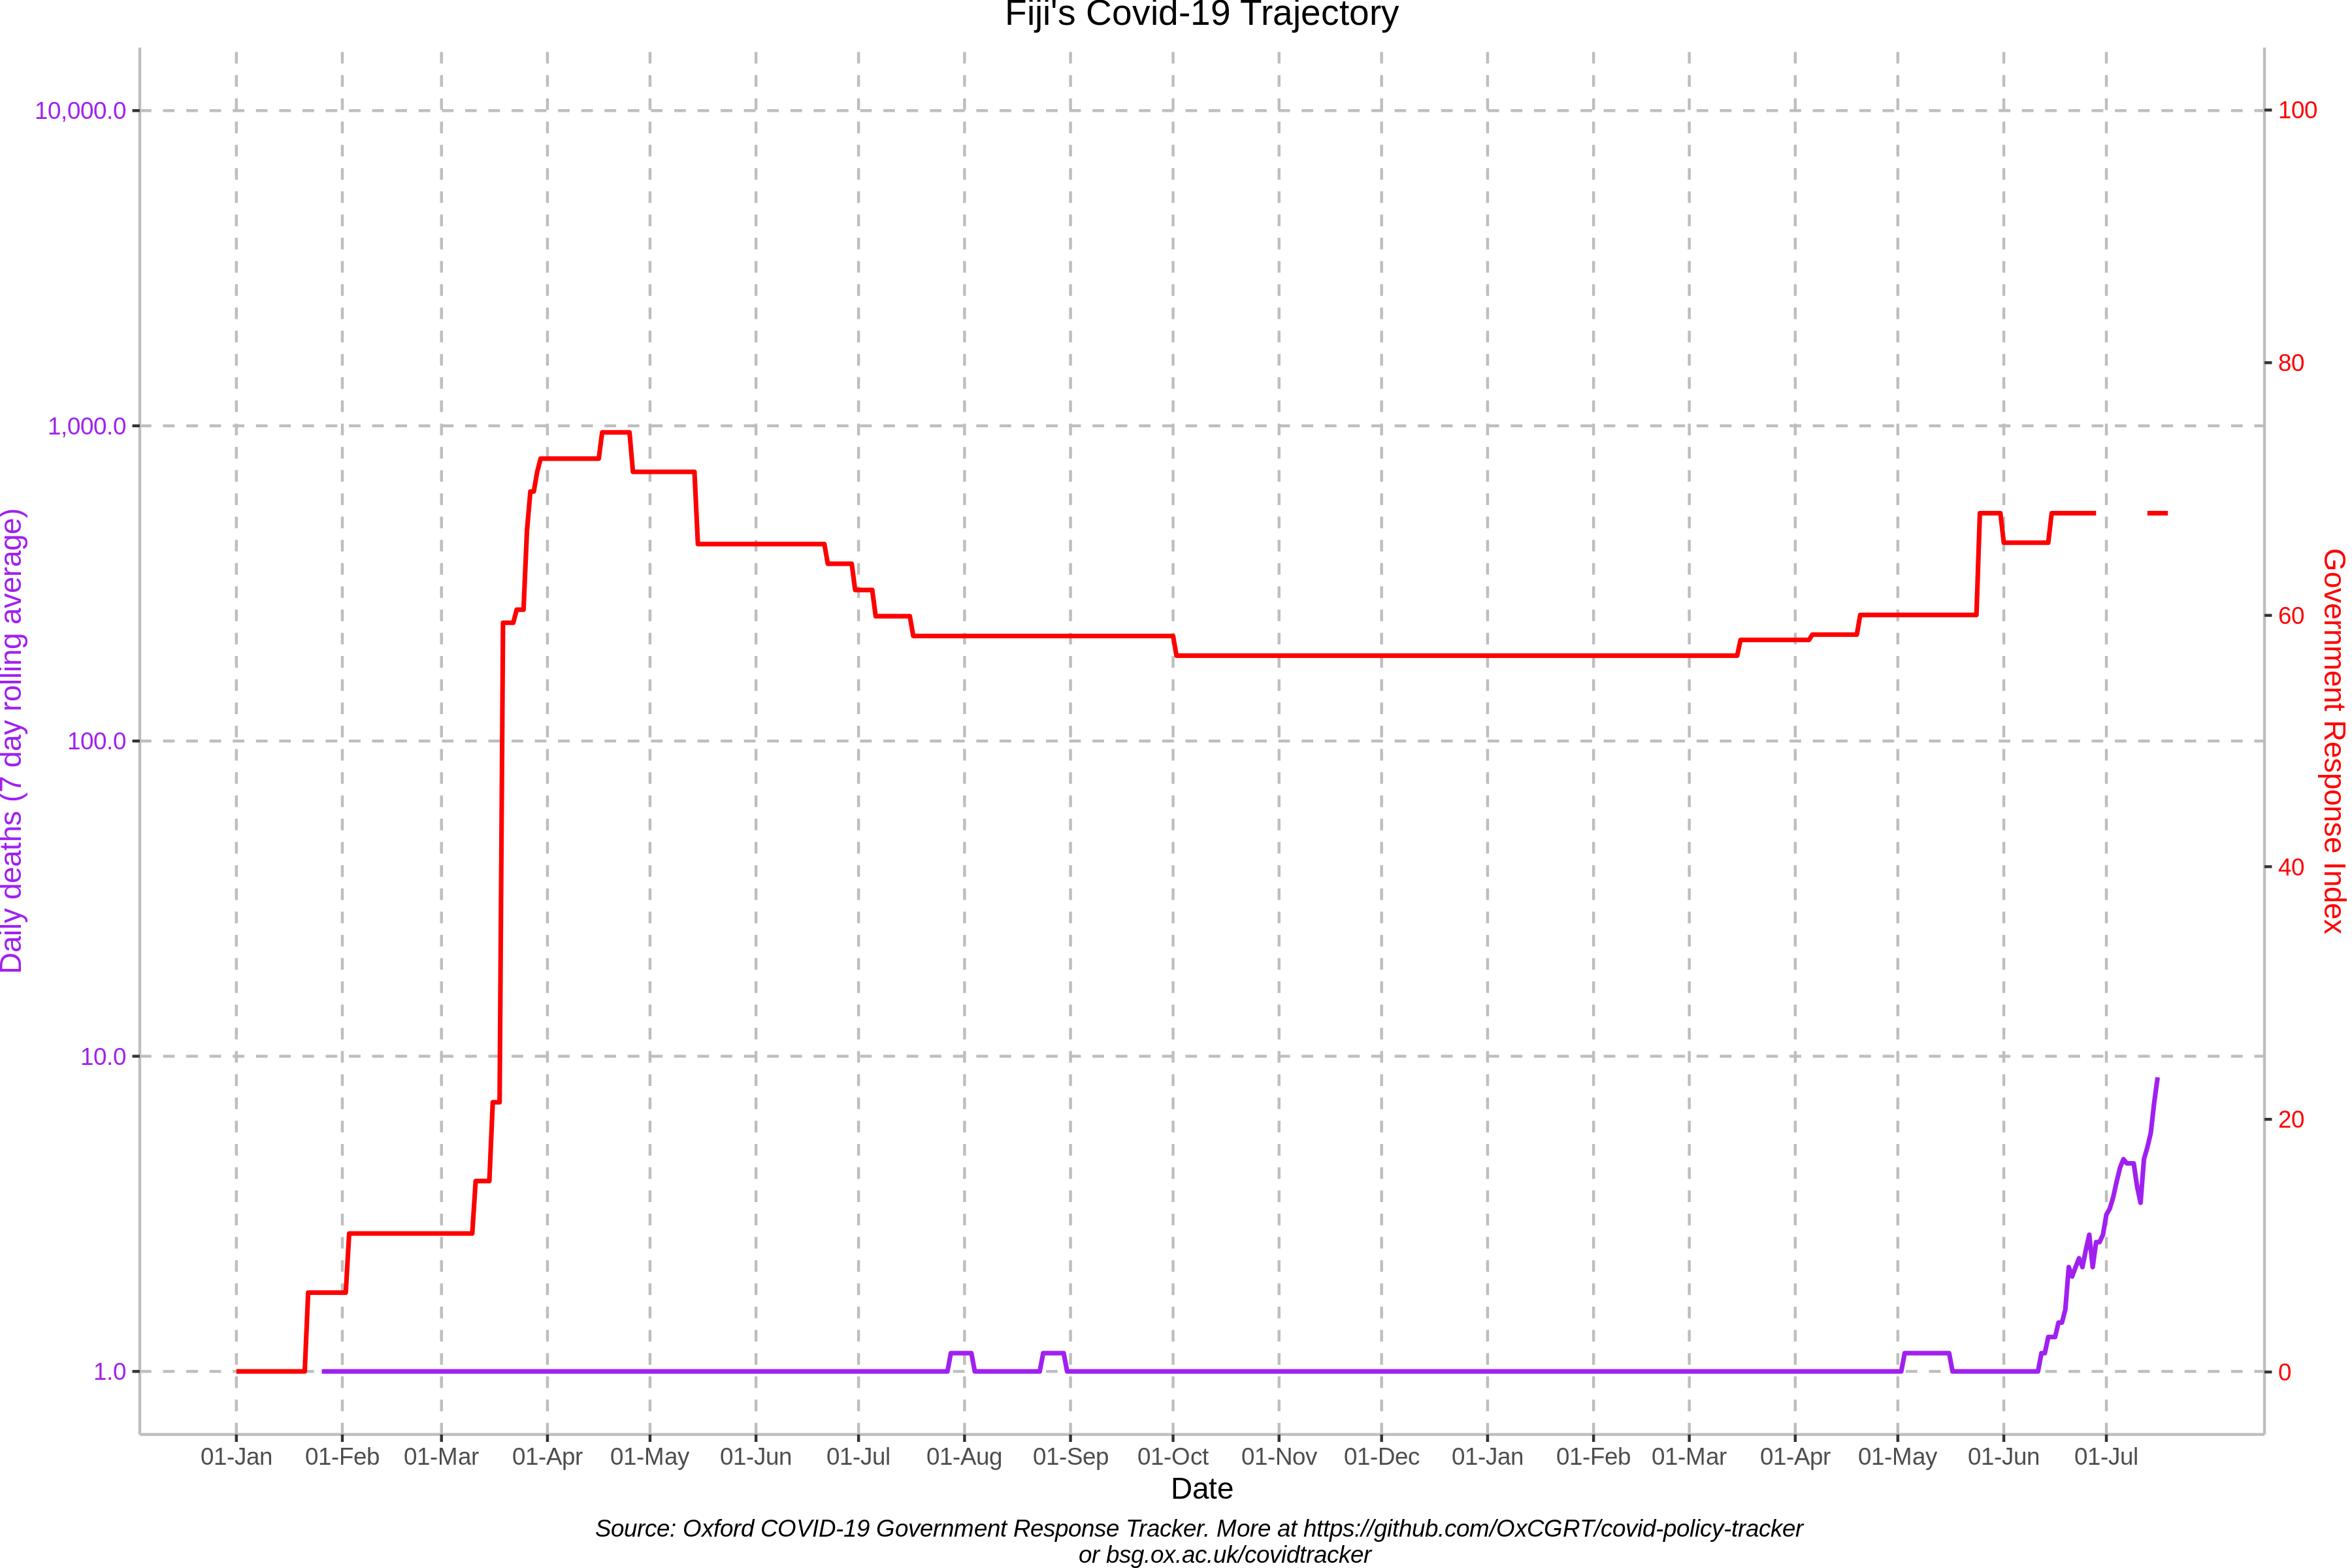 Fiji's Covid-19 Trajectory
10,000.0
1,000.0
100.0
10.0
1.0
Daily deaths (7 day rolling average)
100
80
60
40
20
0
Government Response Index
01-Jan 01-Feb 01-Mar 01-Apr 01-May 01-Jun 01-Jul 01-Aug 01-Sep 01-Oct 01-Nov 01-Dec 01-Jan 01-Feb 01-Mar 01-Apr 01-May 01-Jun 01-Jul
Date
Source: Oxford COVID-19 Government Response Tracker. More at https://github.com/OxCGRT/covid-policy-tracker
or bsg.ox.ac.uk/covidtracker